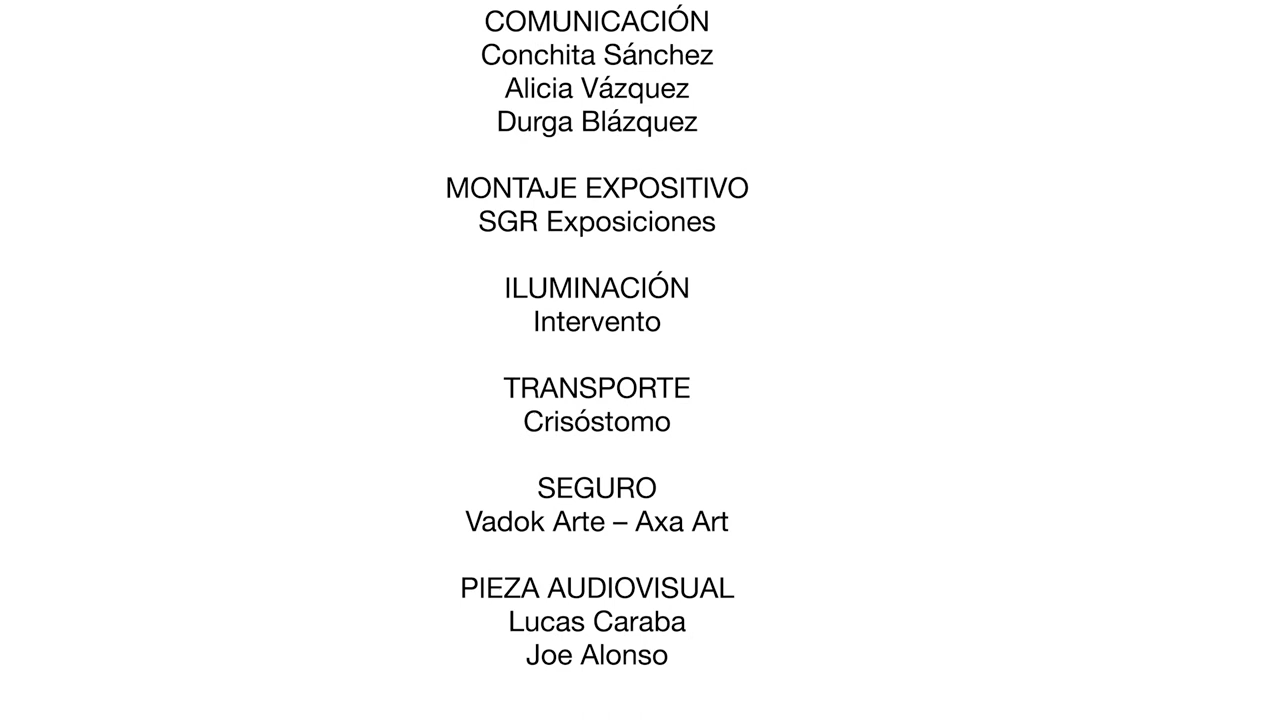 COMUNICACIÓN
Conchita Sánchez
Alicia Vázquez
Durga Blázquez
MONTAJE EXPOSITIVO
SGR Exposiciones
ILUMINACIÓN
Intervento
TRANSPORTE
Crisóstomo
SEGURO
Vadok Arte – Axa Art
PIEZA AUDIOVISUAL
Lucas Caraba
Joe Alonso